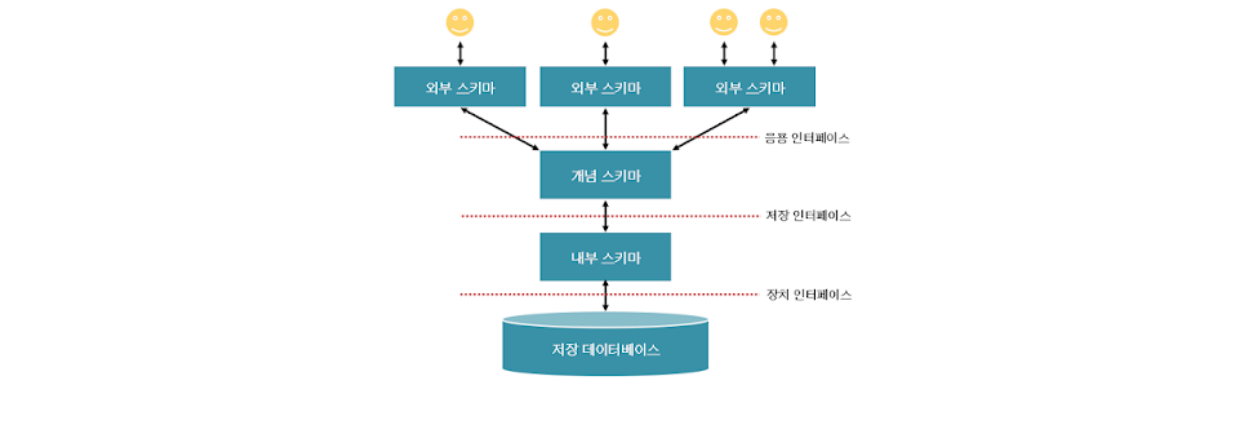 외부 스키마
외부 스키마
외부 스키마
응용 인터페이스
개념 스키마
저장 인터페이스
내부 스키마
장치 인터페이스
저장 데이터베이스